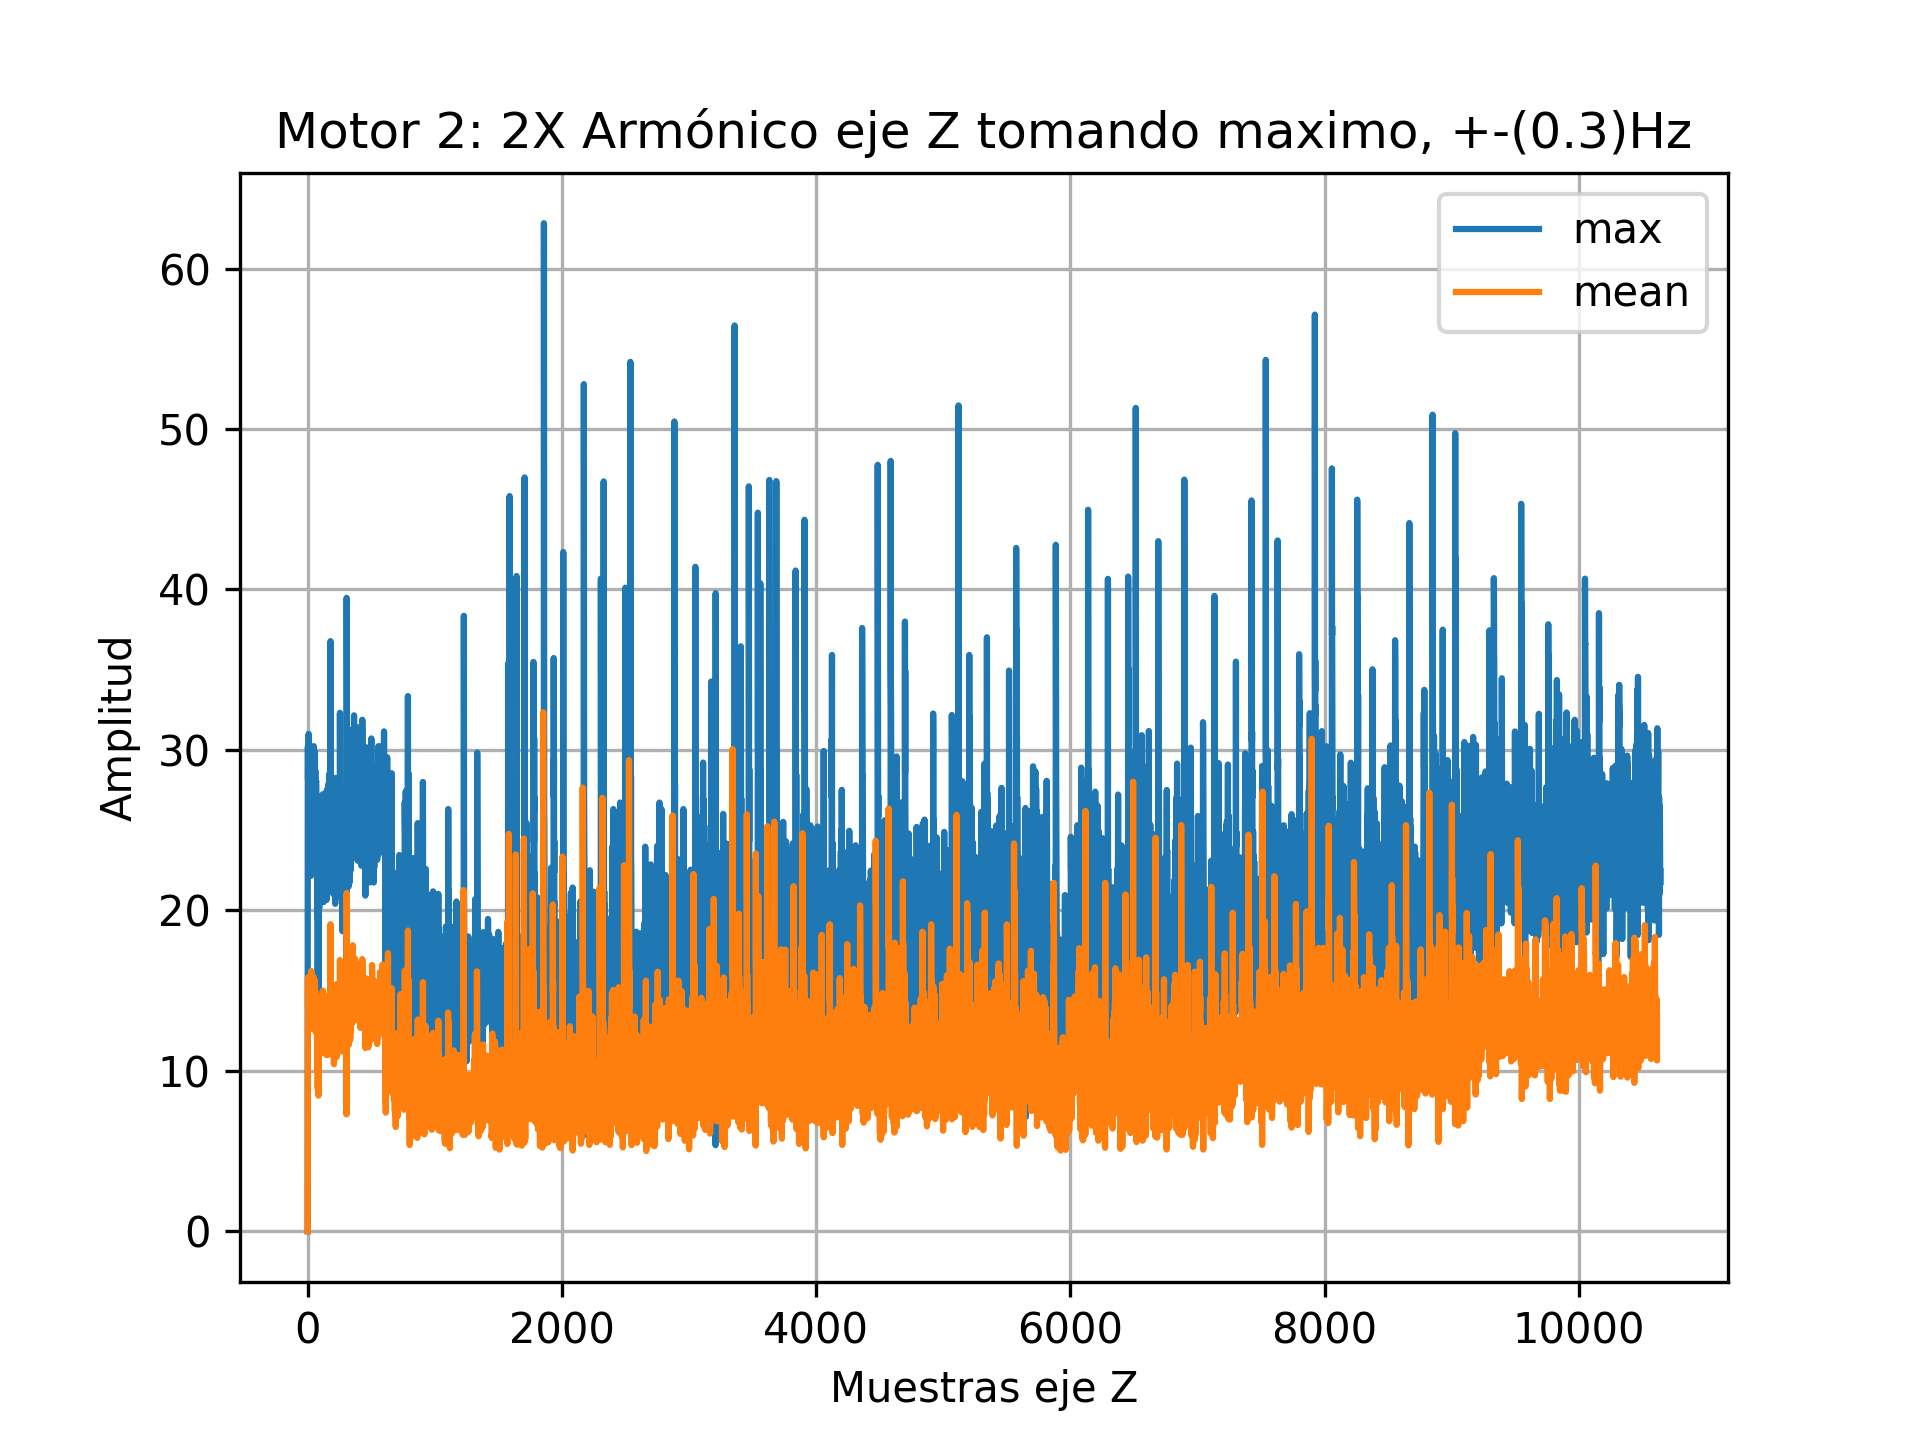 Motor 2: 2X Armónico eje Z tomando maximo, +-(0.3)Hz
max
mean
60
50
40
30
20
10
0
Amplitud
0 2000 4000 6000 8000 10000
Muestras eje Z